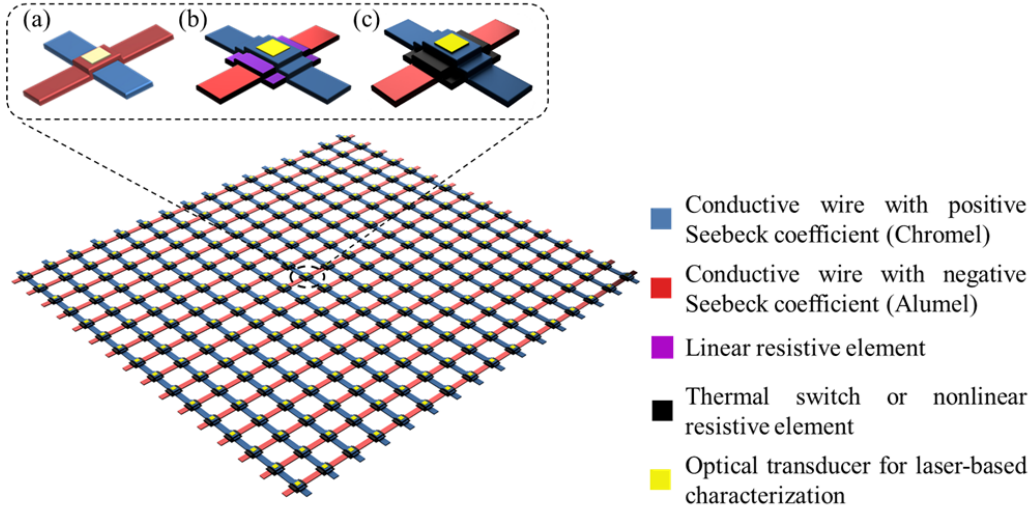 (a)
(b)
(c)
Conductive wire with positive
Seebeck coefficient (Chromel)
Conductive wire with negative
Seebeck coefficient (Alumel)
Linear resistive element
Thermal switch or nonlinear
resistive element
Optical transducer for laser-based
characterization